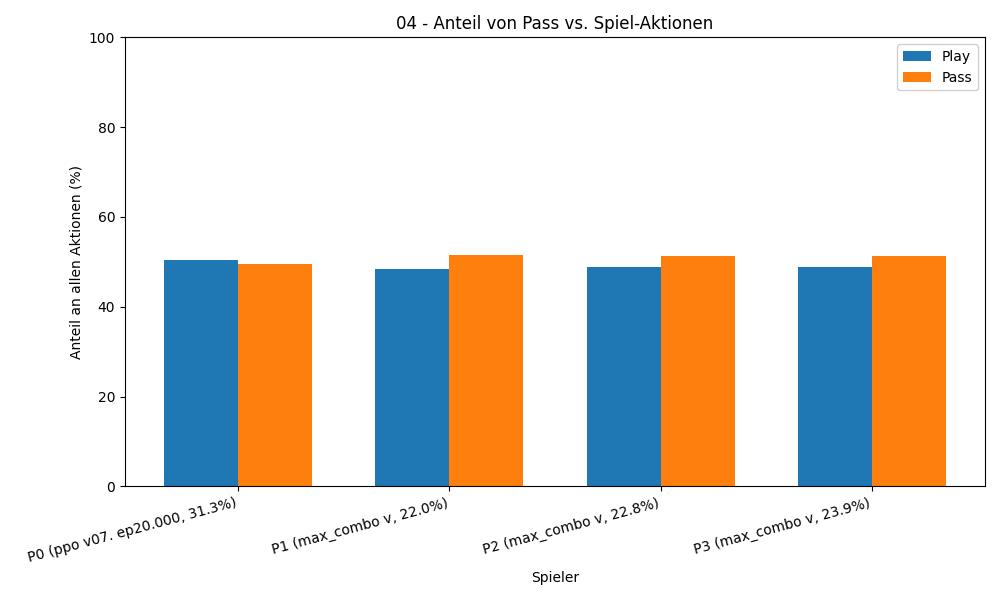 04 - Anteil von Pass vs. Spiel-Aktionen
Play
Pass
Anteil an allen Aktionen (%)
100
80
60
40
20
0
P0 (ppo v07. ep20.000, 31.3%)
P1 (max_combo v, 22.0%)
P2 (max_combo v, 22.8%)
P3 (max_combo v, 23.9%)
Spieler